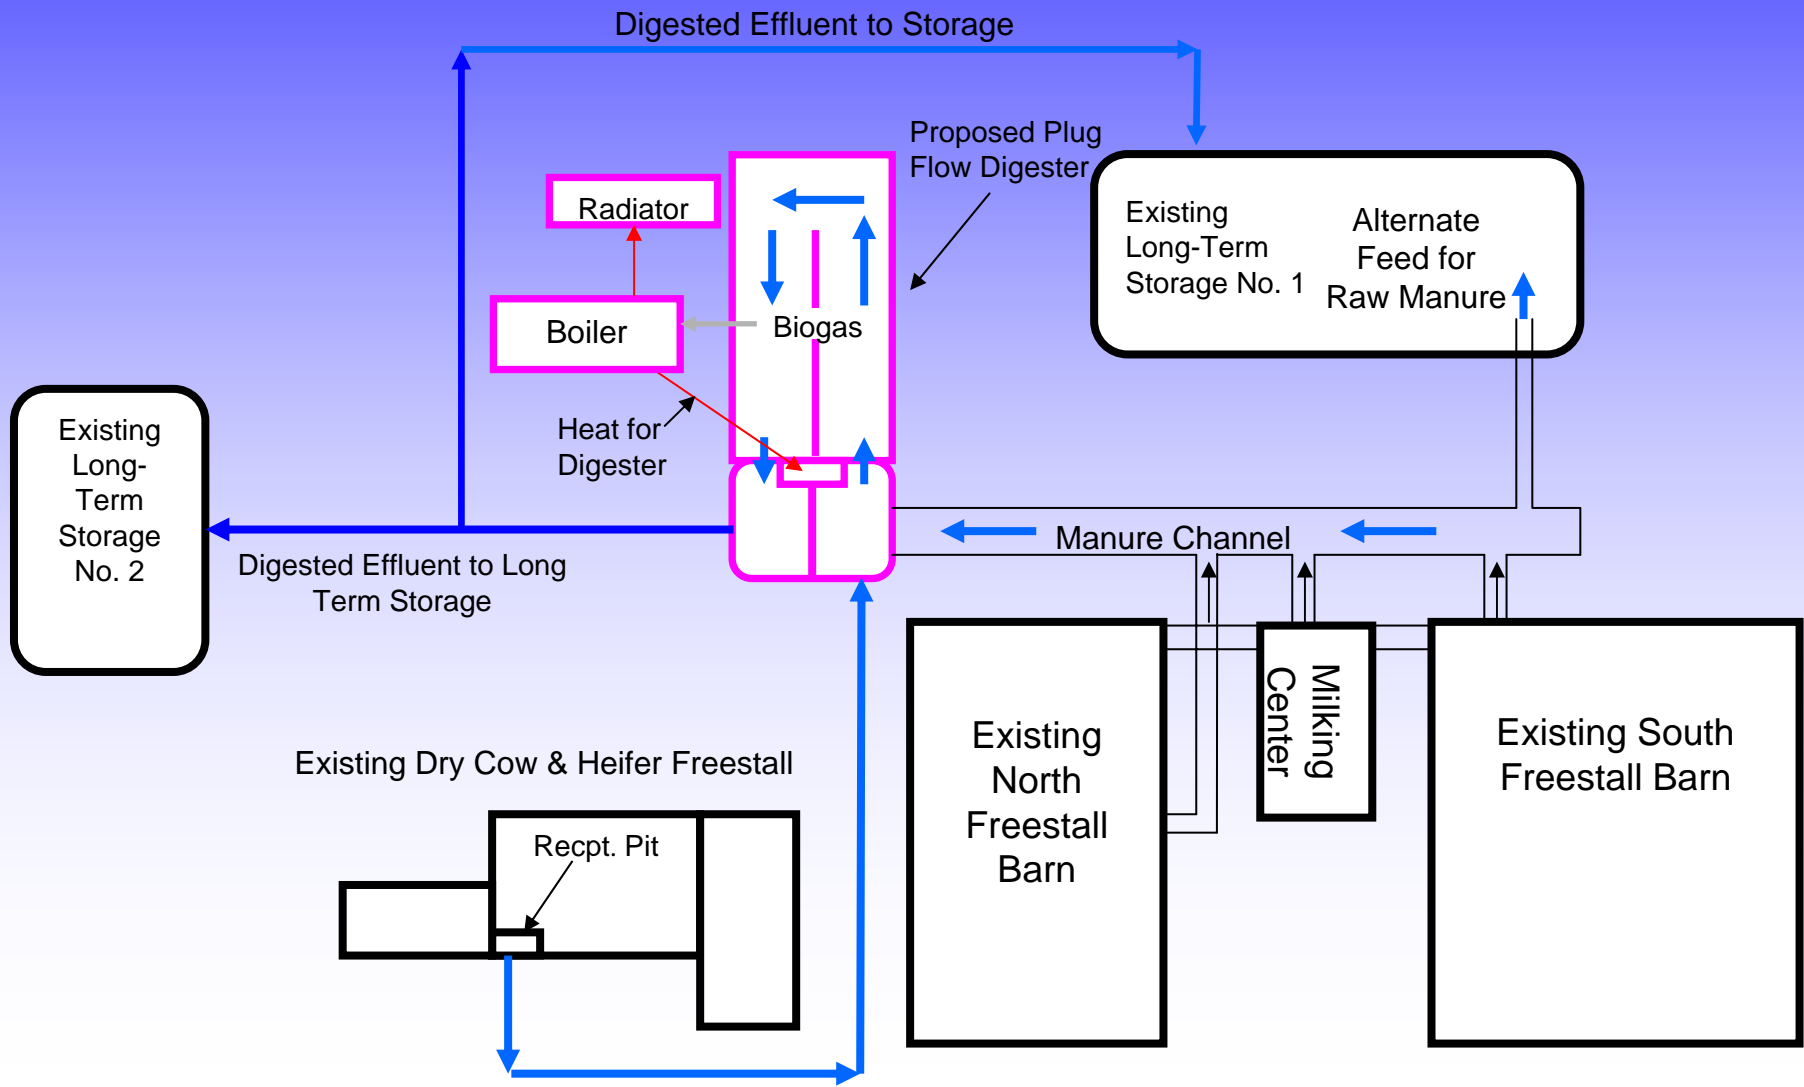 Digested Effluent to Storage
Proposed Plug
Flow Digester
Radiator
Existing
Long-Term
Storage No. 1
Alternate
Feed for
Raw Manure
Boiler
Biogas
Existing
Long-
Term
Storage
No. 2
Heat for
Digester
Manure Channel
Digested Effluent to Long
Term Storage
Milking
Center
Existing
North
Freestall
Barn
Existing South
Freestall Barn
Existing Dry Cow & Heifer Freestall
Recpt. Pit